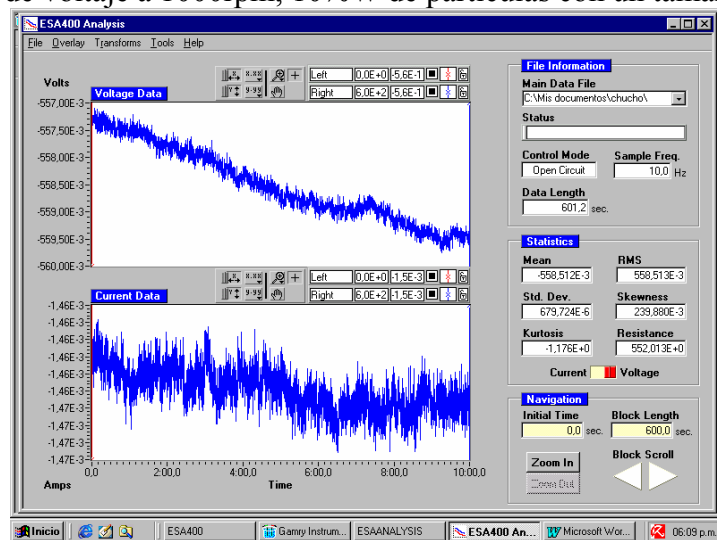 de voltaje a 1000rpm, 1070W de partículas con un tamañ
ESA400 Analysis
File Overlay Transforms Tools Help
Volts
Voltage Data
Left 0,0E+0 -5,6E-1
Right 6,0E+2 -5,6E-1
-557,00E-3
-557,50E-3
-558,00E-3
-558,50E-3
-559,00E-3
-559,50E-3
-560,00E-3
Current Data
Left 0,0E+0 -1,5E-3
Right 6,0E+2 -1,5E-3
-1,46E-3
-1,46E-3
-1,46E-3
-1,46E-3
-1,46E-3
-1,46E-3
-1,47E-3
-1,47E-3
-1,47E-3
-1,47E-3
0,0 2:00,0 4:00,0 6:00,0 8:00,0 10:00,0
Amps Time
File Information
Main Data File
C:\Mis documentos\chucho\
Status
Control Mode Sample Freq.
Open Circuit 10,0 Hz
Data Length
601,2 sec.
Statistics
Mean RMS
-558,512E-3 558,513E-3
Std. Dev. Skewness
679,724E-6 239,880E-3
Kurtosis Resistance
-1,176E+0 552,013E+0
Current Voltage
Navigation
Initial Time Block Length
0,0 sec. 600,0 sec.
Zoom In Block Scroll
Zoom Out
Inicio ESA400 Gamry Instrum... ESAANALYSIS ESA400 An... Microsoft Wor... 06:09 p.m.